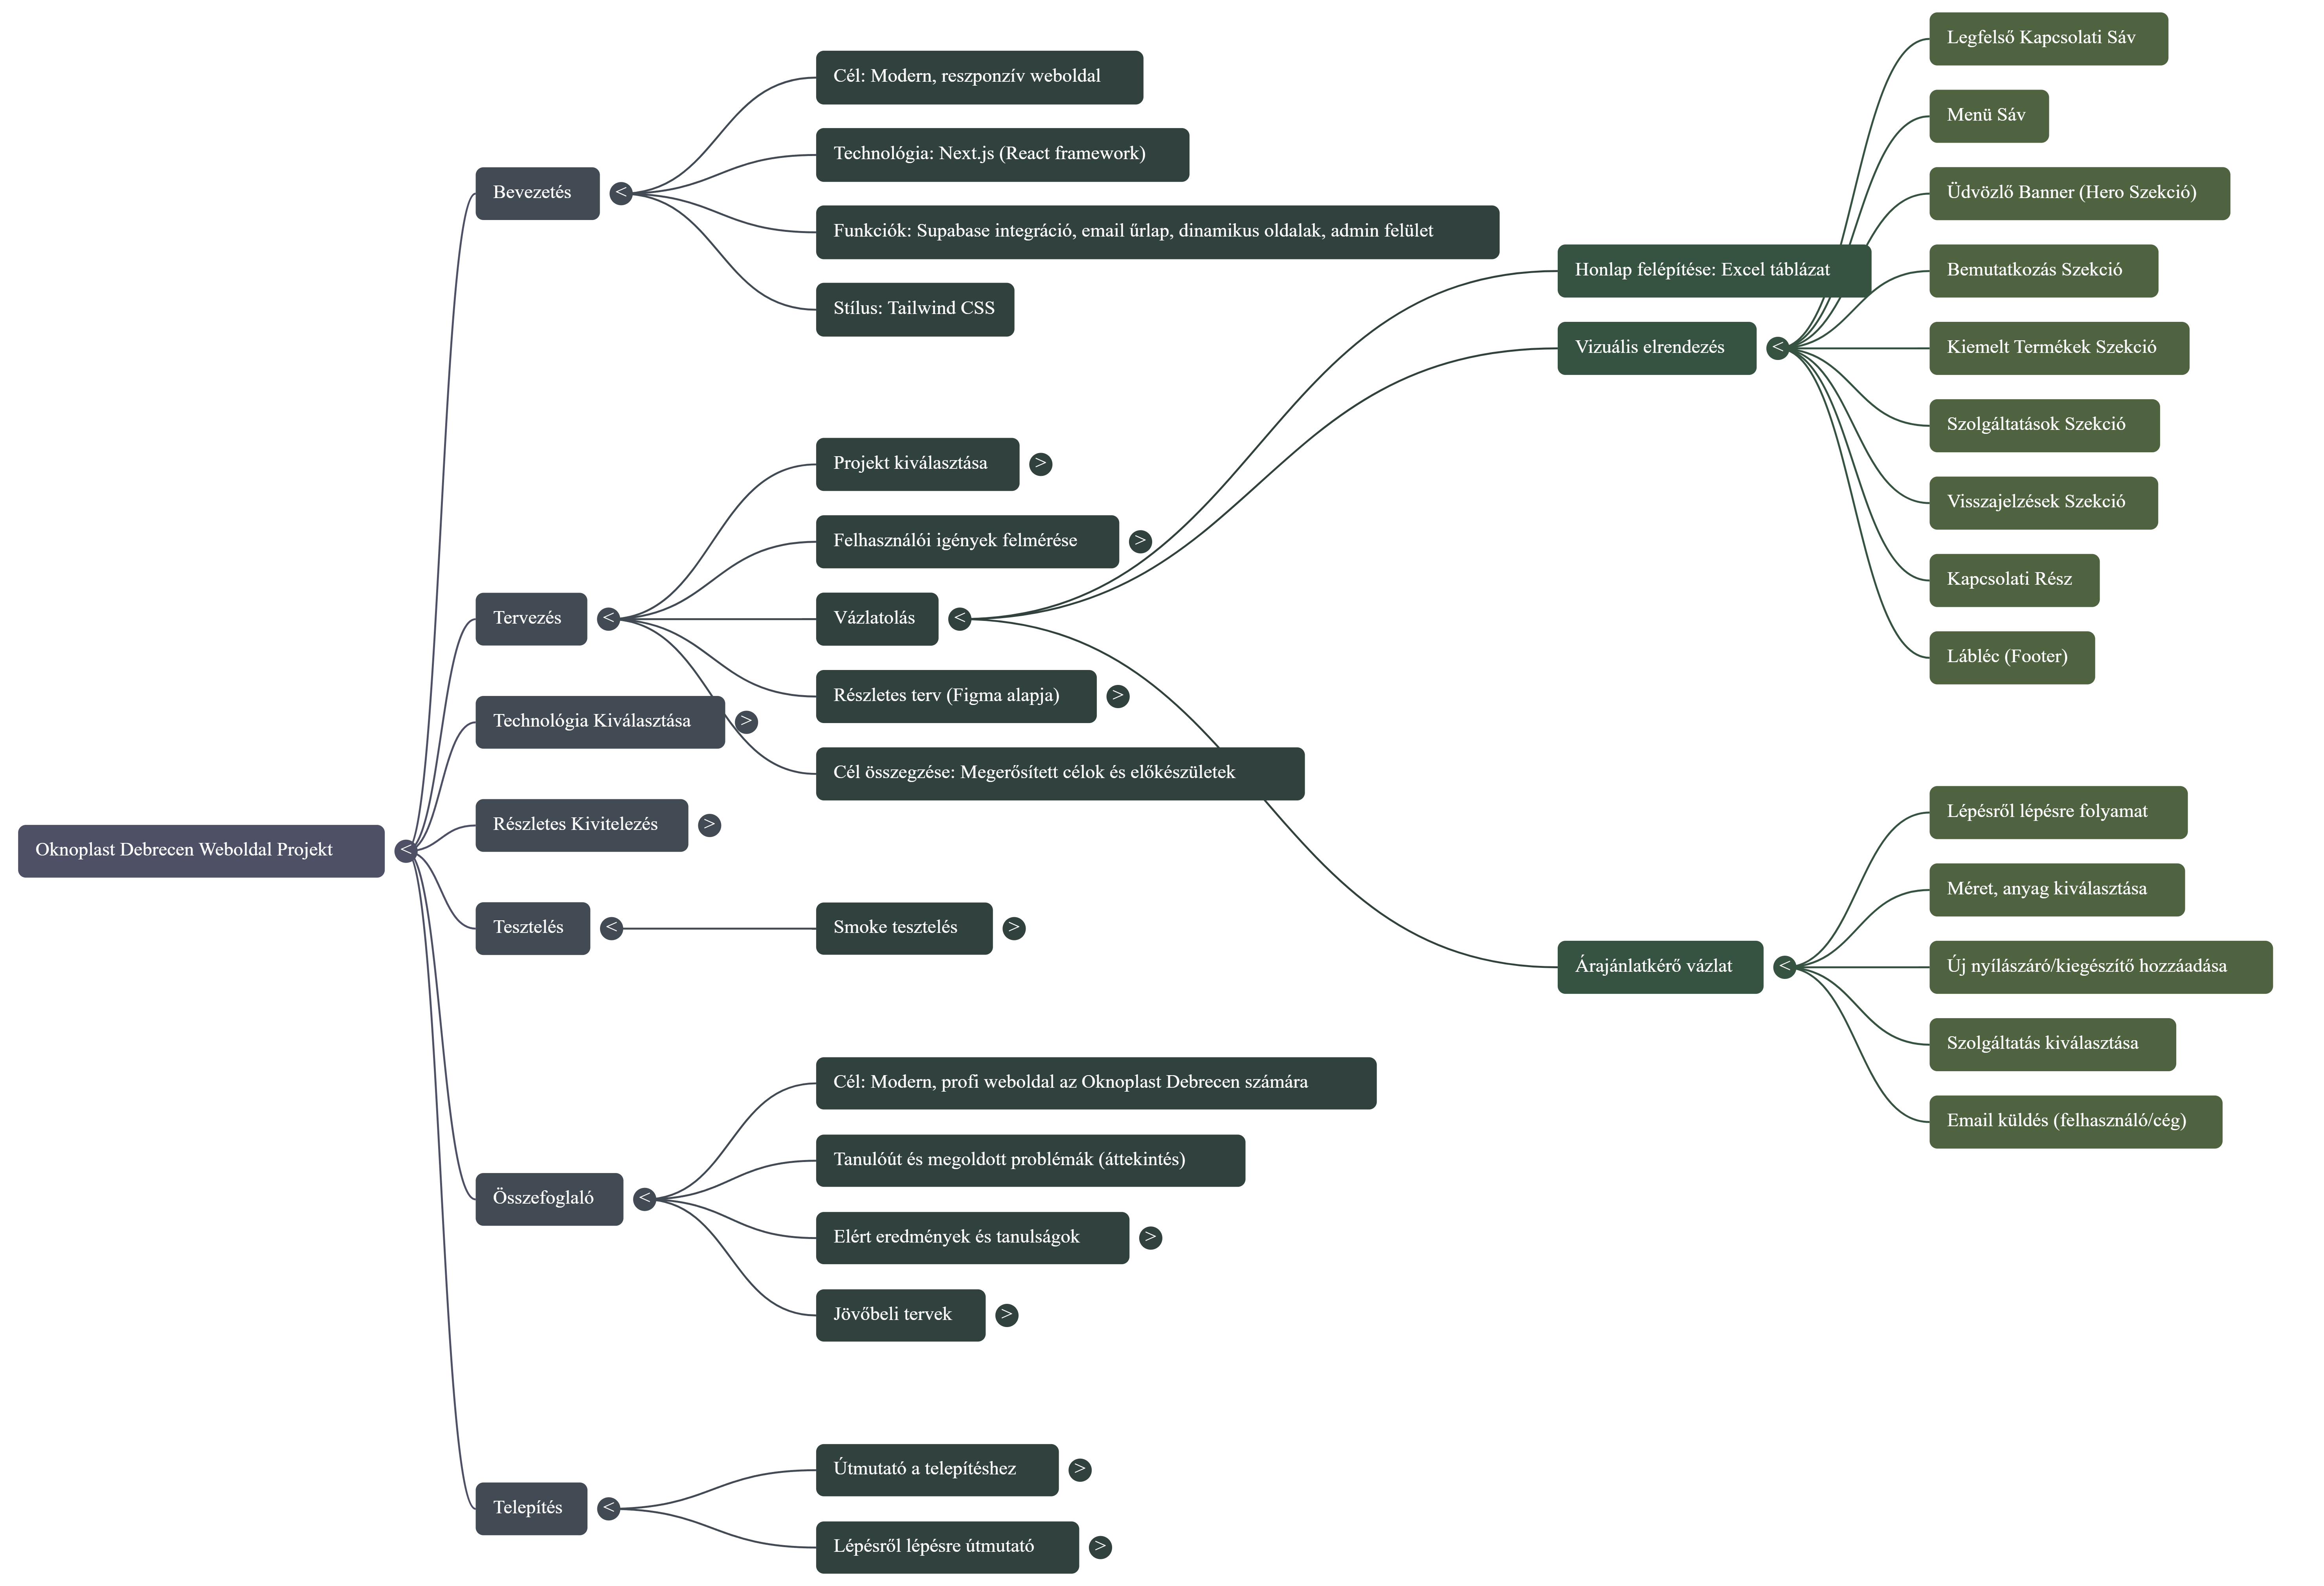 Oknoplast Debrecen Weboldal Projekt
<
Bevezetés
<
Cél: Modern, reszponzív weboldal
Technológia: Next.js (React framework)
Funkciók: Supabase integráció, email űrlap, dinamikus oldalak, admin felület
Stílus: Tailwind CSS
Tervezés
<
Projekt kiválasztása
>
Felhasználói igények felmérése
>
Vázlatolás
<
Honlap felépítése: Excel táblázat
Vizuális elrendezés
<
Legfelső Kapcsolati Sáv
Menü Sáv
Üdvözlő Banner (Hero Szekció)
Bemutatkozás Szekció
Kiemelt Termékek Szekció
Szolgáltatások Szekció
Visszajelzések Szekció
Kapcsolati Rész
Lábléc (Footer)
Árajánlatkérő vázlat
<
Lépésről lépésre folyamat
Méret, anyag kiválasztása
Új nyílászáró/kiegészítő hozzáadása
Szolgáltatás kiválasztása
Email küldés (felhasználó/cég)
Részletes terv (Figma alapja)
>
Cél összegzése: Megerősített célok és előkészületek
Technológia Kiválasztása
>
Részletes Kivitelezés
>
Tesztelés
<
Smoke tesztelés
>
Összefoglaló
<
Cél: Modern, profi weboldal az Oknoplast Debrecen számára
Tanulóút és megoldott problémák (áttekintés)
Elért eredmények és tanulságok
>
Jövőbeli tervek
>
Telepítés
<
Útmutató a telepítéshez
>
Lépésről lépésre útmutató
>